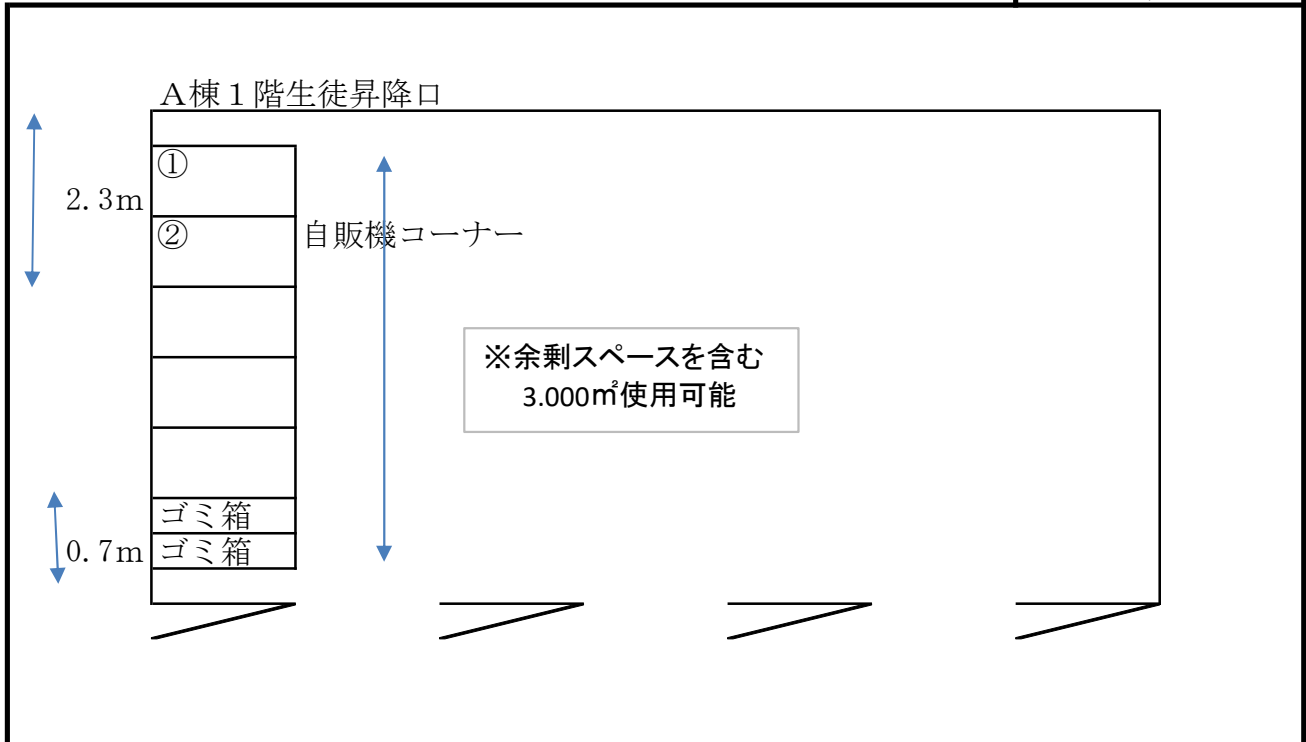 A棟１階生徒昇降口
①
2.3m
②
自販機コーナー
※余剰スペースを含む
3.000㎡使用可能
ゴミ箱
0.7m
ゴミ箱